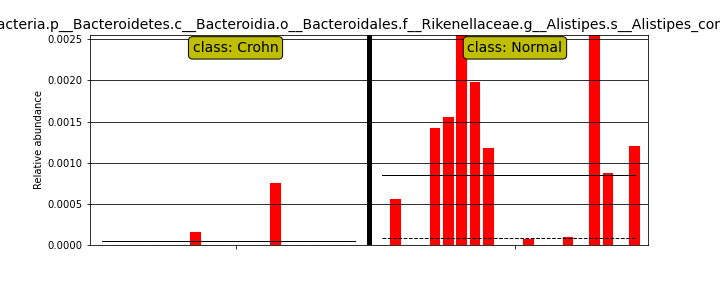 acteria.p__Bacteroidetes.c__Bacteroidia.o__Bacteroidales.f__Rikenellaceae.g__Alistipes.s__Alistipes_con
class: Crohn
class: Normal
Relative abundance
0.0025
0.0020
0.0015
0.0010
0.0005
0.0000